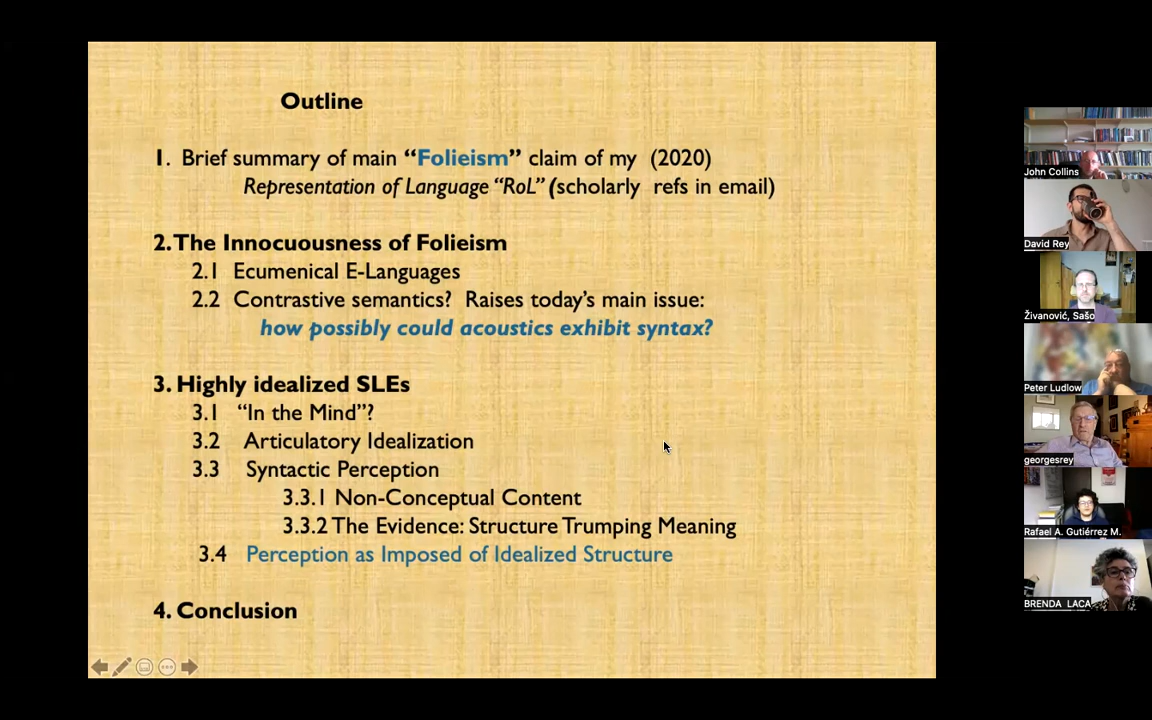 Outline
1. Brief summary of main “Folieism” claim of my (2020)
Representation of Language “RoL” (scholarly refs in email)
2. The Innocuousness of Folieism
2.1 Ecumenical E-Languages
2.2 Contrastive semantics? Raises today’s main issue:
how possibly could acoustics exhibit syntax?
3. Highly idealized SLEs
3.1 “In the Mind”?
3.2 Articulatory Idealization
3.3 Syntactic Perception
3.3.1 Non-Conceptual Content
3.3.2 The Evidence: Structure Trumping Meaning
3.4 Perception as Imposed of Idealized Structure
4. Conclusion
John Collins
David Rey
Živanović, Sašo
Peter Ludlow
georgesrey
Rafael A. Gutiérrez M.
BRENDA LACA